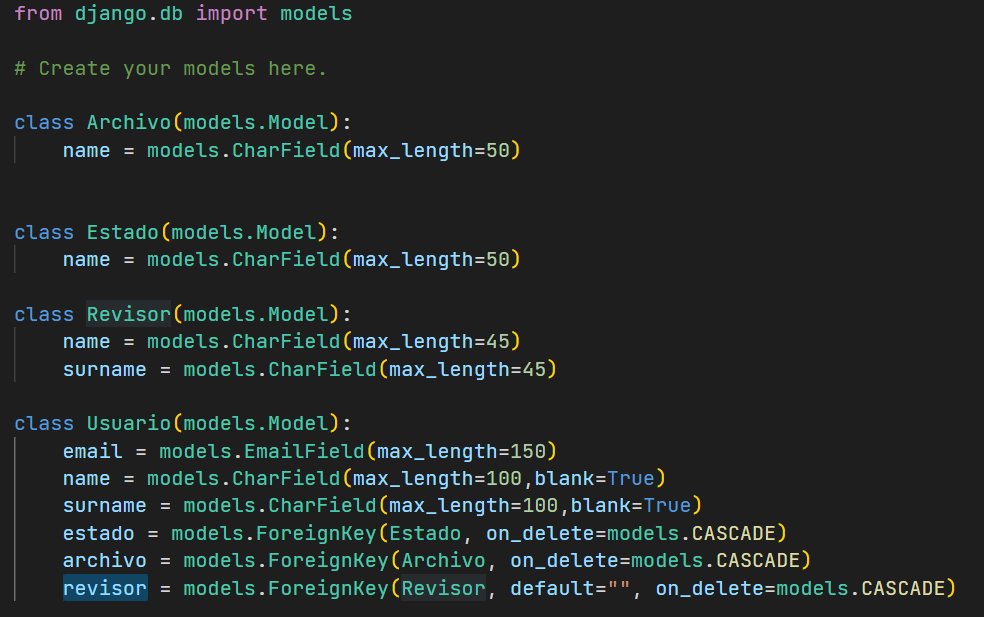 from django.db import models
# Create your models here.
class Archivo(models.Model):
    name = models.CharField(max_length=50)
class Estado(models.Model):
    name = models.CharField(max_length=50)
class Revisor(models.Model):
    name = models.CharField(max_length=45)
    surname = models.CharField(max_length=45)
class Usuario(models.Model):
    email = models.EmailField(max_length=150)
    name = models.CharField(max_length=100,blank=True)
    surname = models.CharField(max_length=100,blank=True)
    estado = models.ForeignKey(Estado, on_delete=models.CASCADE)
    archivo = models.ForeignKey(Archivo, on_delete=models.CASCADE)
    revisor = models.ForeignKey(Revisor, default="", on_delete=models.CASCADE)